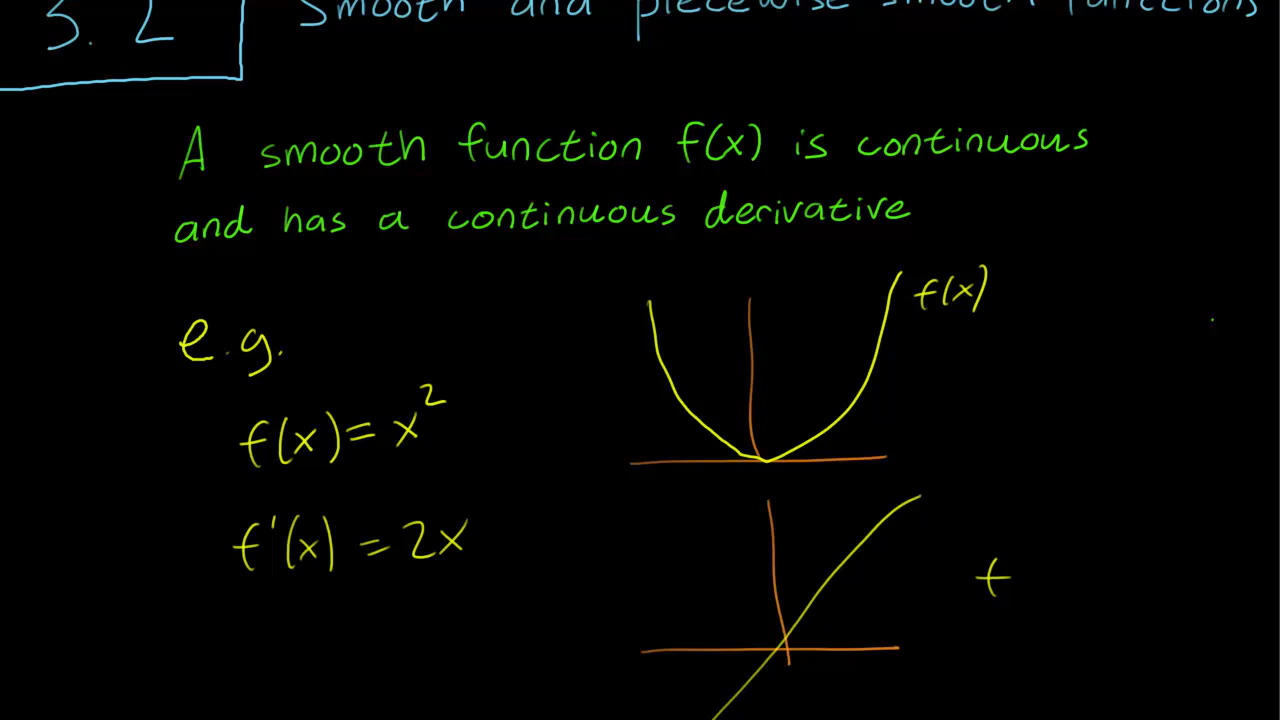 3.2 Smooth and piecewise smooth functions
A smooth function f(x) is continuous
and has a continuous derivative
e.g.
f(x)
f(x) = x²
f'(x) = 2x
f